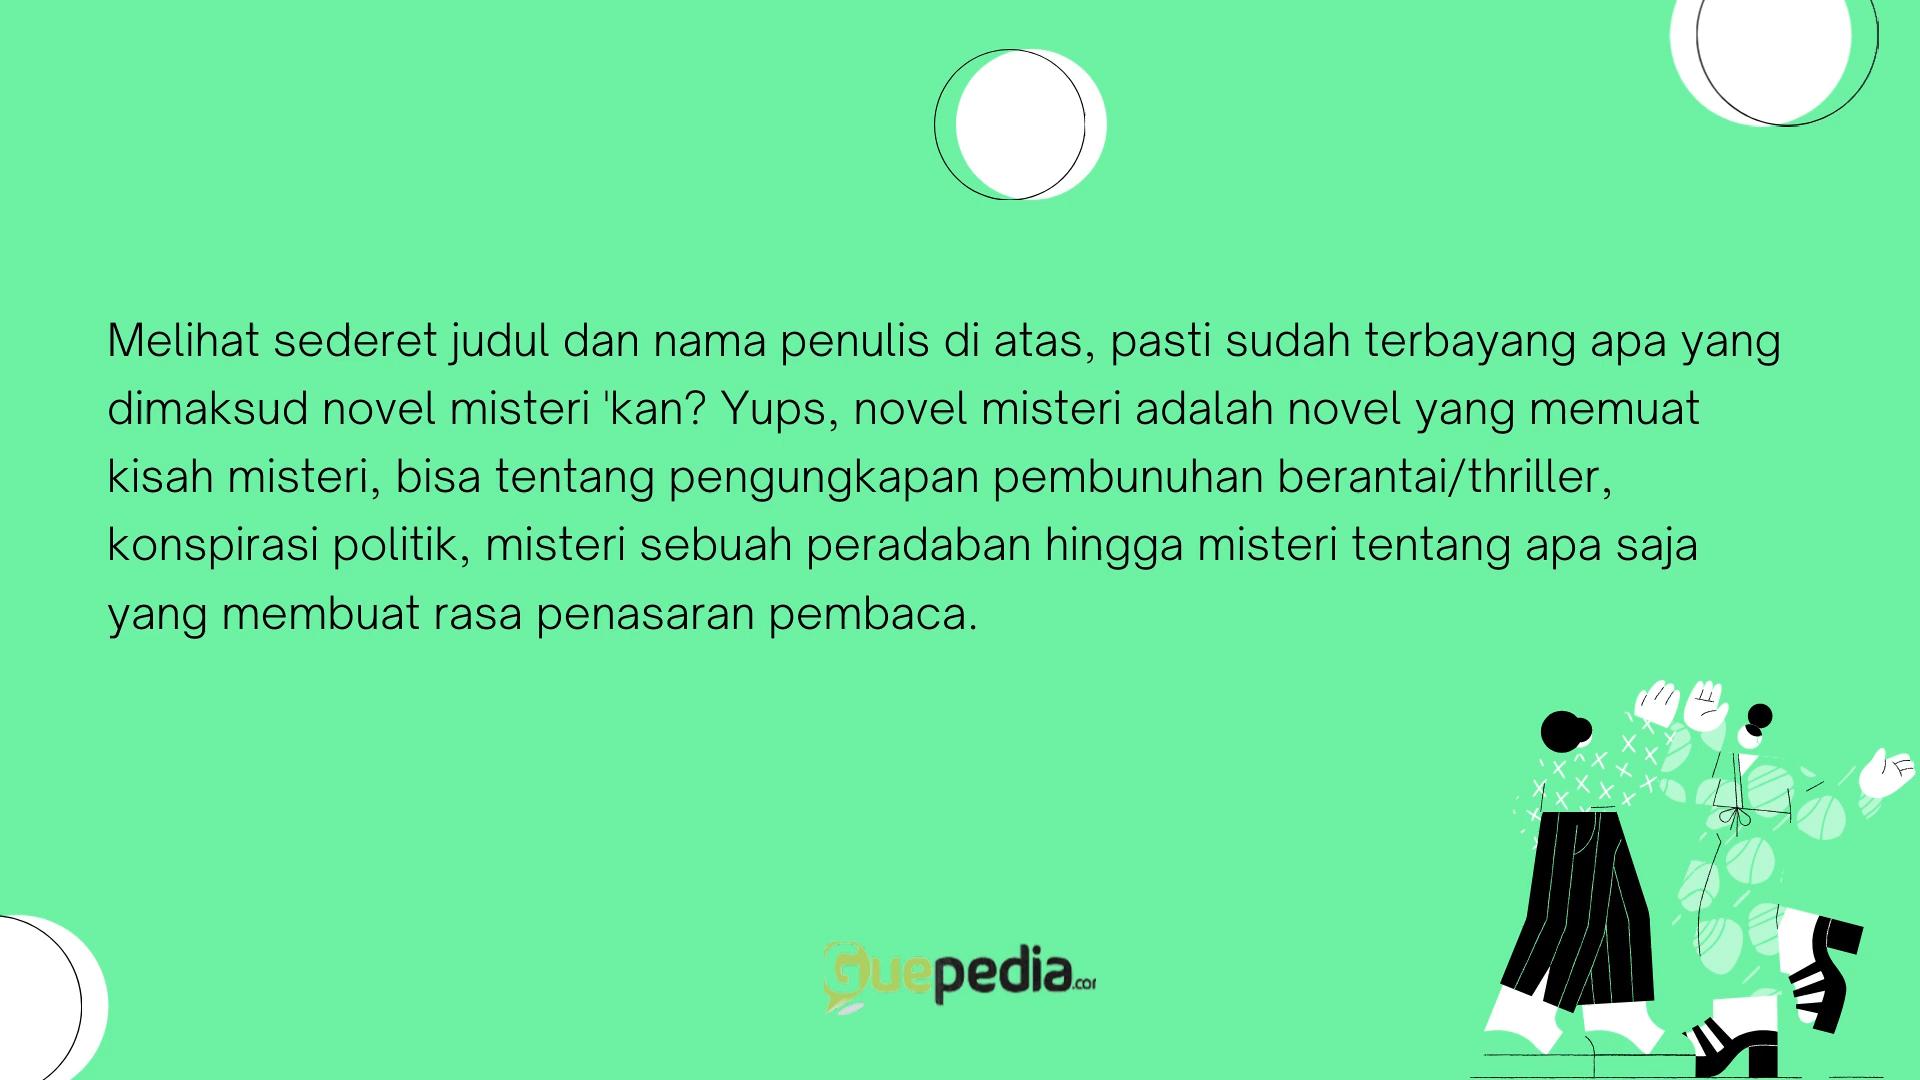 Melihat sederet judul dan nama penulis di atas, pasti sudah terbayang apa yang
dimaksud novel misteri 'kan? Yups, novel misteri adalah novel yang memuat
kisah misteri, bisa tentang pengungkapan pembunuhan berantai/thriller,
konspirasi politik, misteri sebuah peradaban hingga misteri tentang apa saja
yang membuat rasa penasaran pembaca.
Guepedia.com